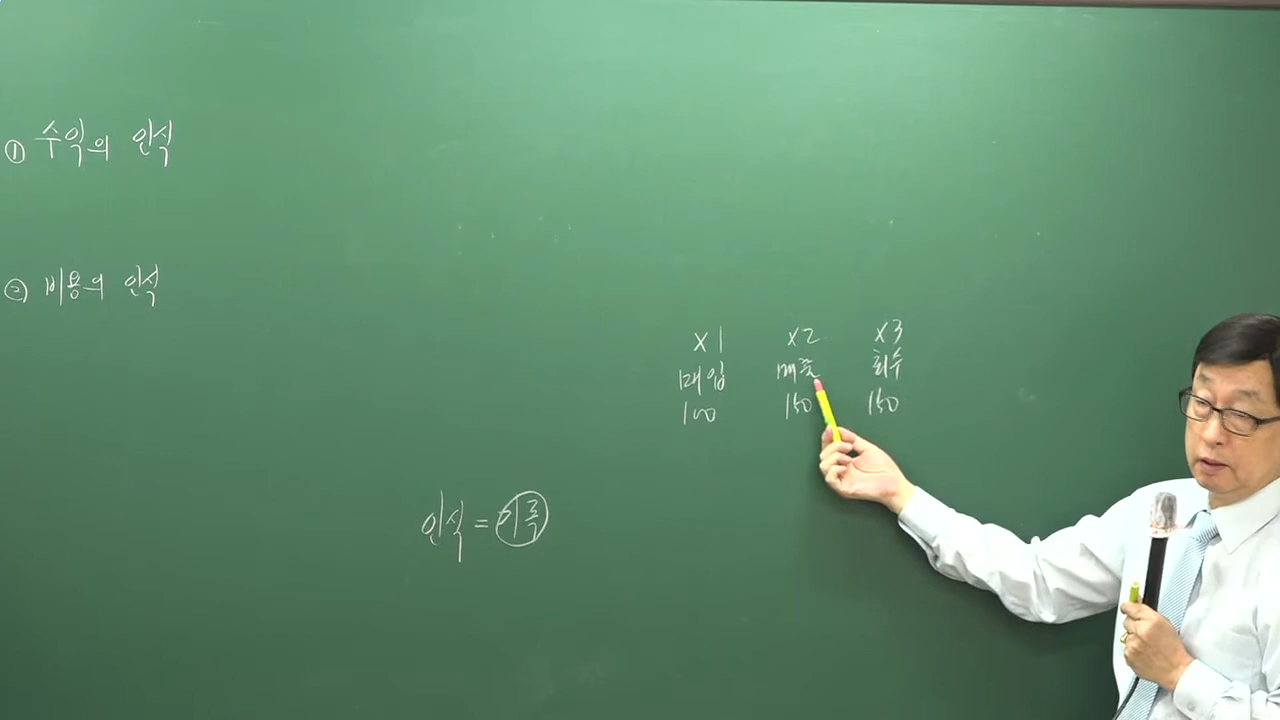 ① 수익의 인식
② 비용의 인식
X1 X2 X3
매입 매출 회수
100 150 150
인식 = 기록